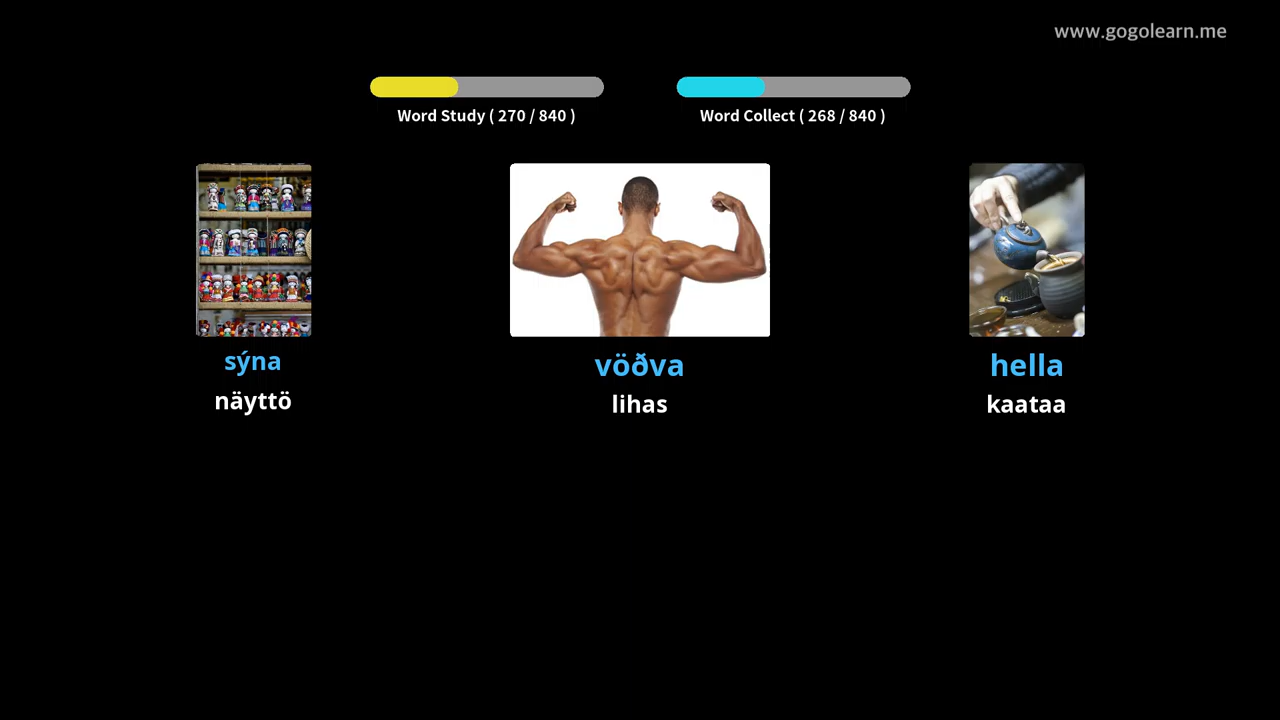 www.gogolearn.me
Word Study ( 270 / 840 )
Word Collect ( 268 / 840 )
sýna
näyttö
vöðva
lihas
hella
kaataa